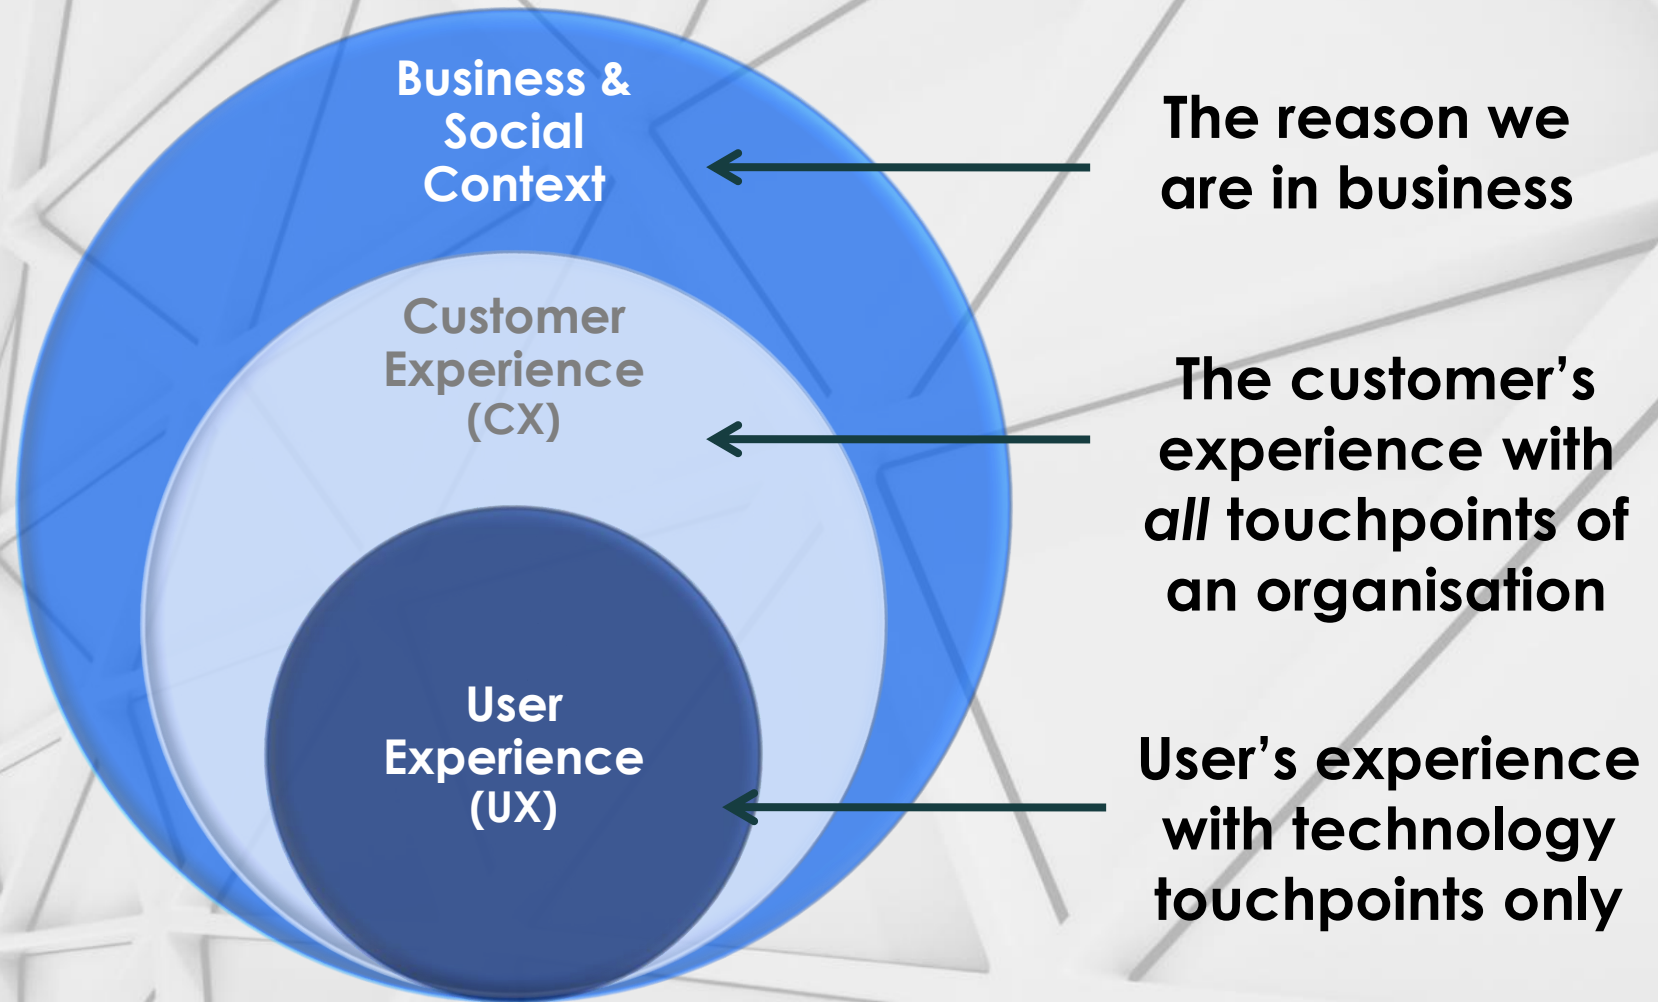 Business &
Social
Context
The reason we
are in business
Customer
Experience
(CX)
The customer’s
experience with
all touchpoints of
an organisation
User
Experience
(UX)
User’s experience
with technology
touchpoints only